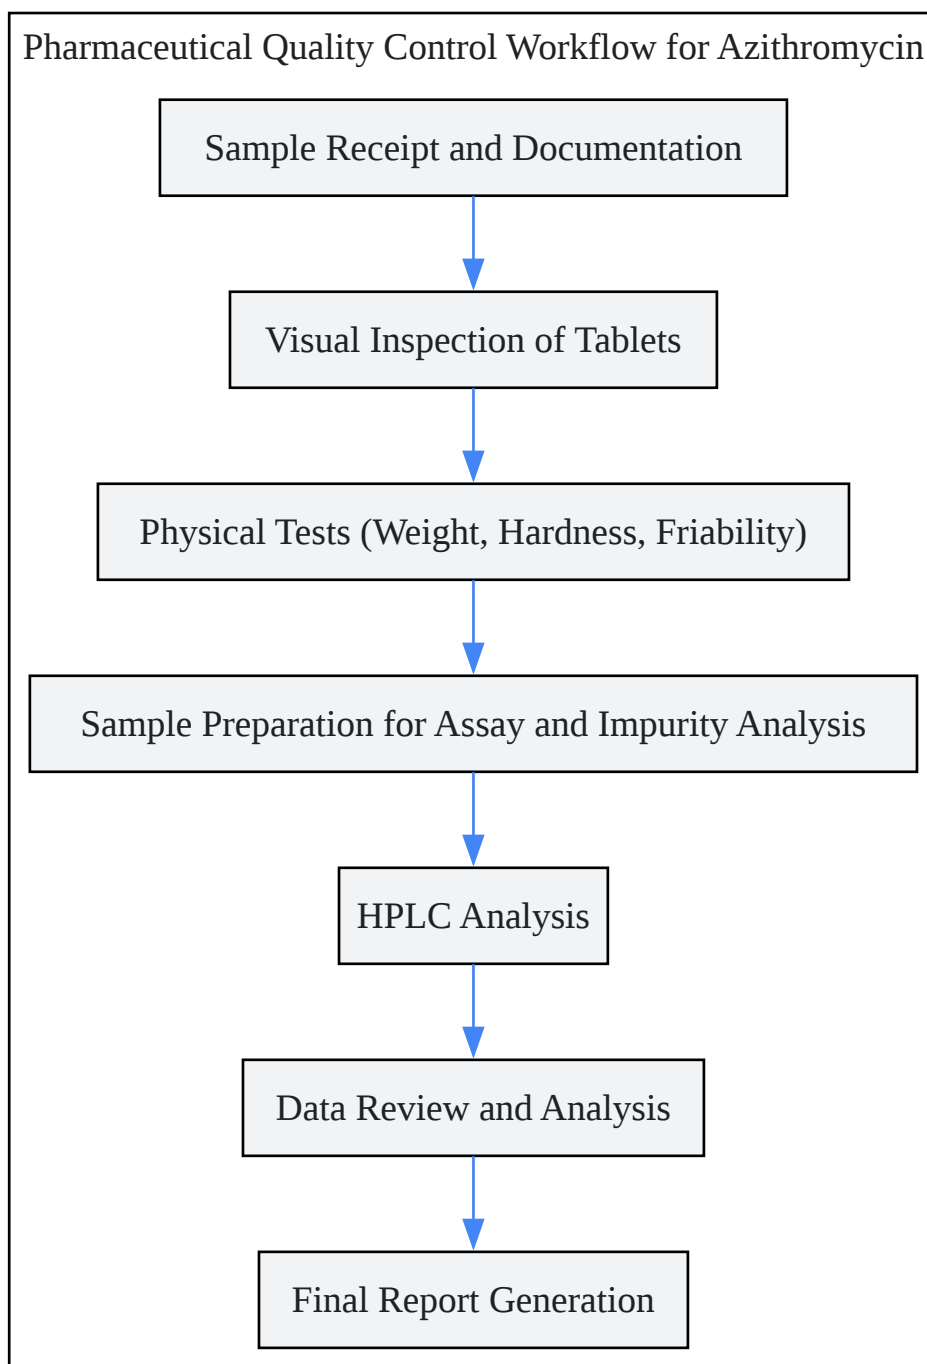 Pharmaceutical Quality Control Workflow for Azithromycin
Sample Receipt and Documentation
Visual Inspection of Tablets
Physical Tests (Weight, Hardness, Friability)
Sample Preparation for Assay and Impurity Analysis
HPLC Analysis
Data Review and Analysis
Final Report Generation